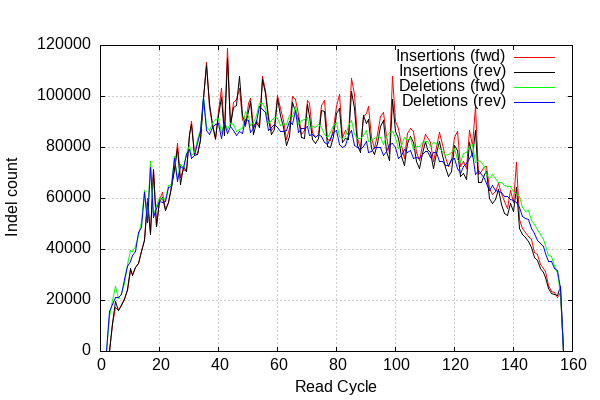 120000
100000
80000
60000
40000
20000
0
Indel count
Insertions (fwd)
Insertions (rev)
Deletions (fwd)
Deletions (rev)
0 20 40 60 80 100 120 140 160
Read Cycle